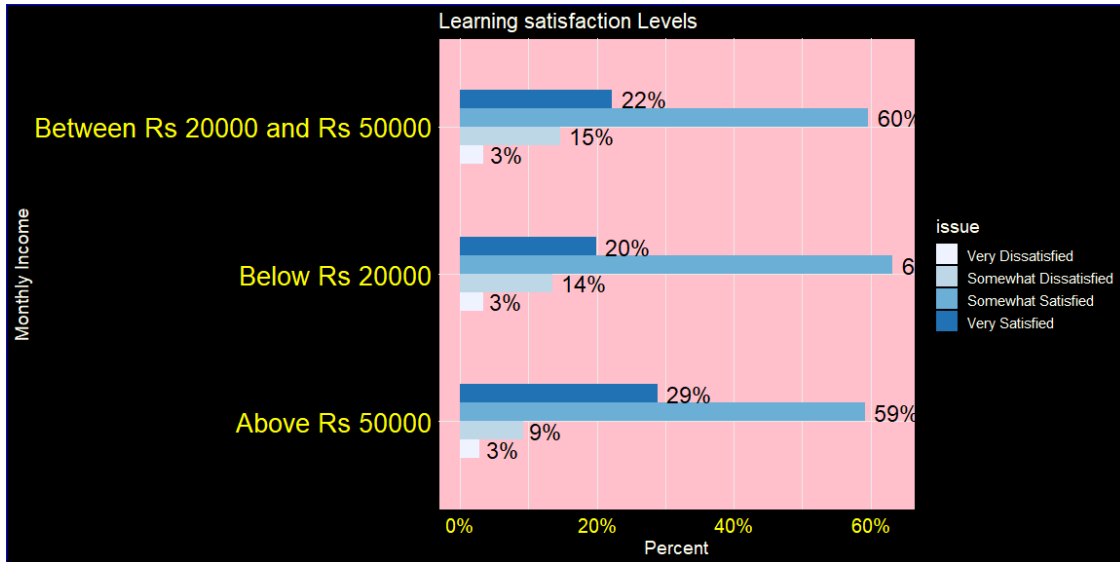 Learning satisfaction Levels
Monthly Income
Between Rs 20000 and Rs 50000
22%
60%
15%
3%
Below Rs 20000
20%
6
14%
3%
Above Rs 50000
29%
59%
9%
3%
0% 20% 40% 60%
Percent
issue
Very Dissatisfied
Somewhat Dissatisfied
Somewhat Satisfied
Very Satisfied